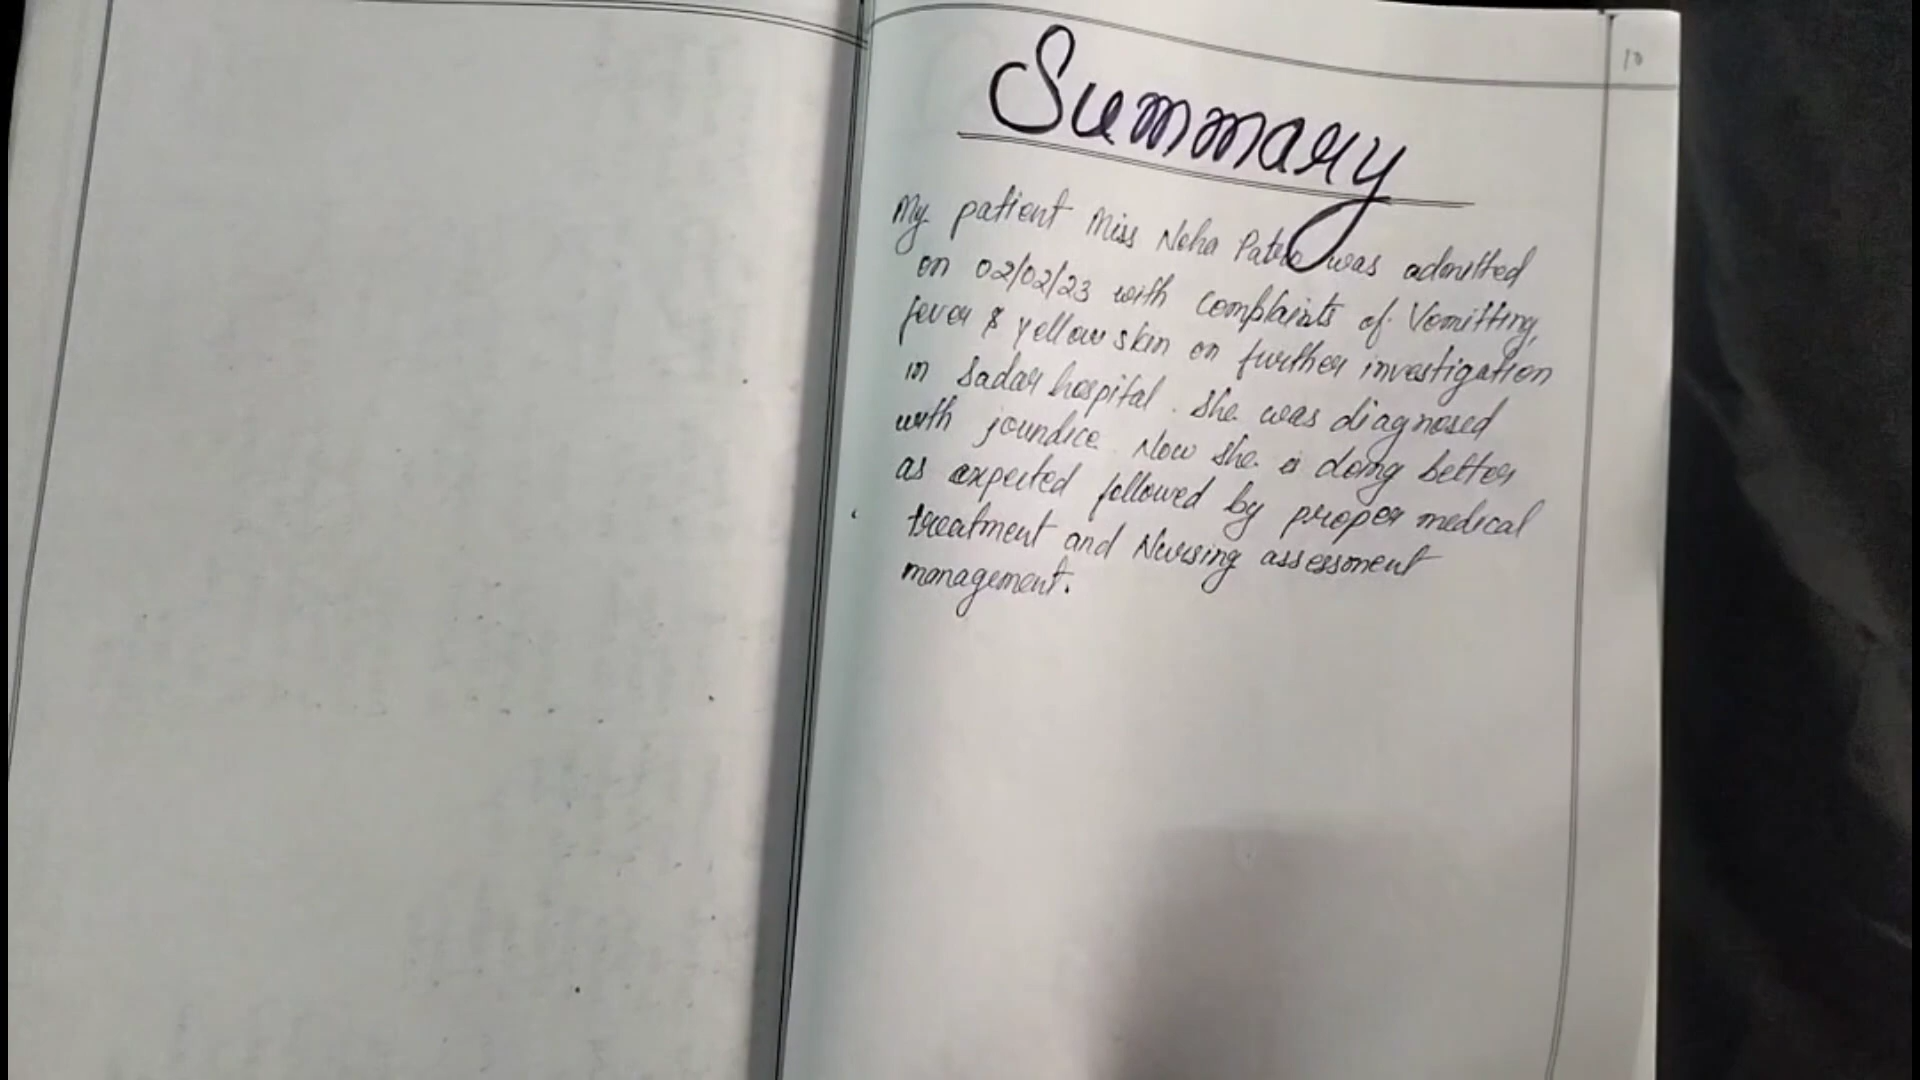 10
Summary
My patient Miss Neha was admitted
on 02/02/23 with complaints of Vomitting,
fever & yellow skin on further investigation
in Sadar hospital. She was diagnosed
with joundice. Now she is doing better
as expected followed by proper medical
treatment and Nursing assessment
management.